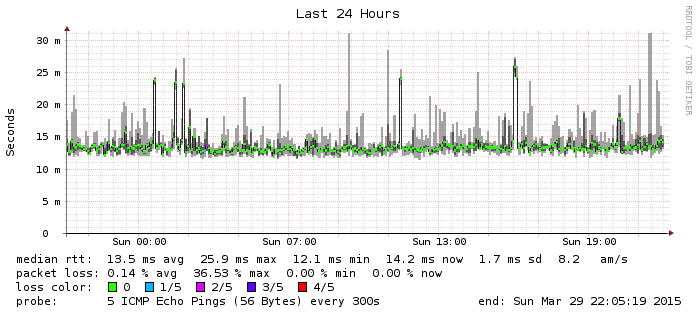 Last 24 Hours
RRDTOOL / TOBI OETIKER
Seconds
30 m
25 m
20 m
15 m
10 m
5 m
0
Sun 00:00 Sun 07:00 Sun 13:00 Sun 19:00
median rtt: 13.5 ms avg 25.9 ms max 12.1 ms min 14.2 ms now 1.7 ms sd 8.2 am/s
packet loss: 0.14 % avg 36.53 % max 0.00 % min 0.00 % now
loss color: 0 1/5 2/5 3/5 4/5
probe: 5 ICMP Echo Pings (56 Bytes) every 300s end: Sun Mar 29 22:05:19 2015